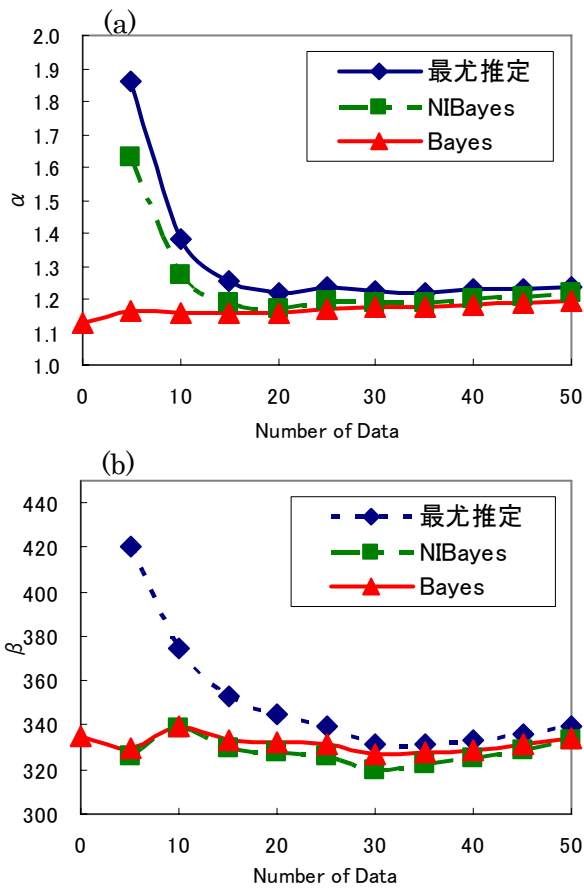 (a)
2.0
1.9
1.8
1.7
1.6
1.5
1.4
1.3
1.2
1.1
1.0
α
最尤推定
NIBayes
Bayes
0 10 20 30 40 50
Number of Data
(b)
440
420
400
380
360
340
320
300
β
最尤推定
NIBayes
Bayes
0 10 20 30 40 50
Number of Data